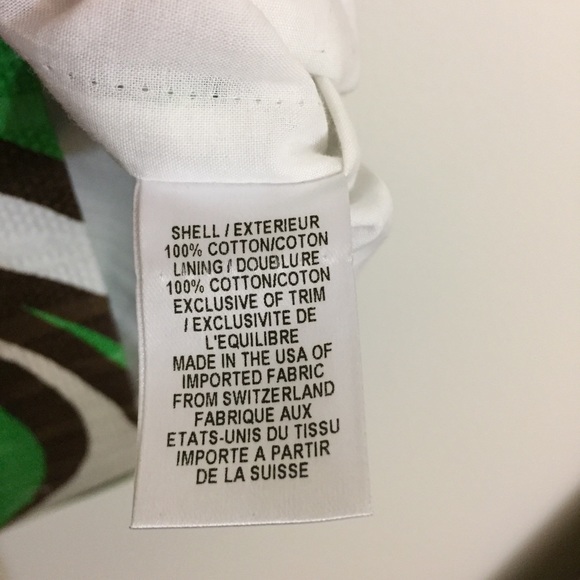 SHELL / EXTERIEUR
100% COTTON/COTON
LINING / DOUBLURE
100% COTTON/COTON
EXCLUSIVE OF TRIM
/ EXCLUSIVITE DE
L'EQUILIBRE
MADE IN THE USA OF
IMPORTED FABRIC
FROM SWITZERLAND
FABRIQUE AUX
ETATS-UNIS DU TISSU
IMPORTE A PARTIR
DE LA SUISSE